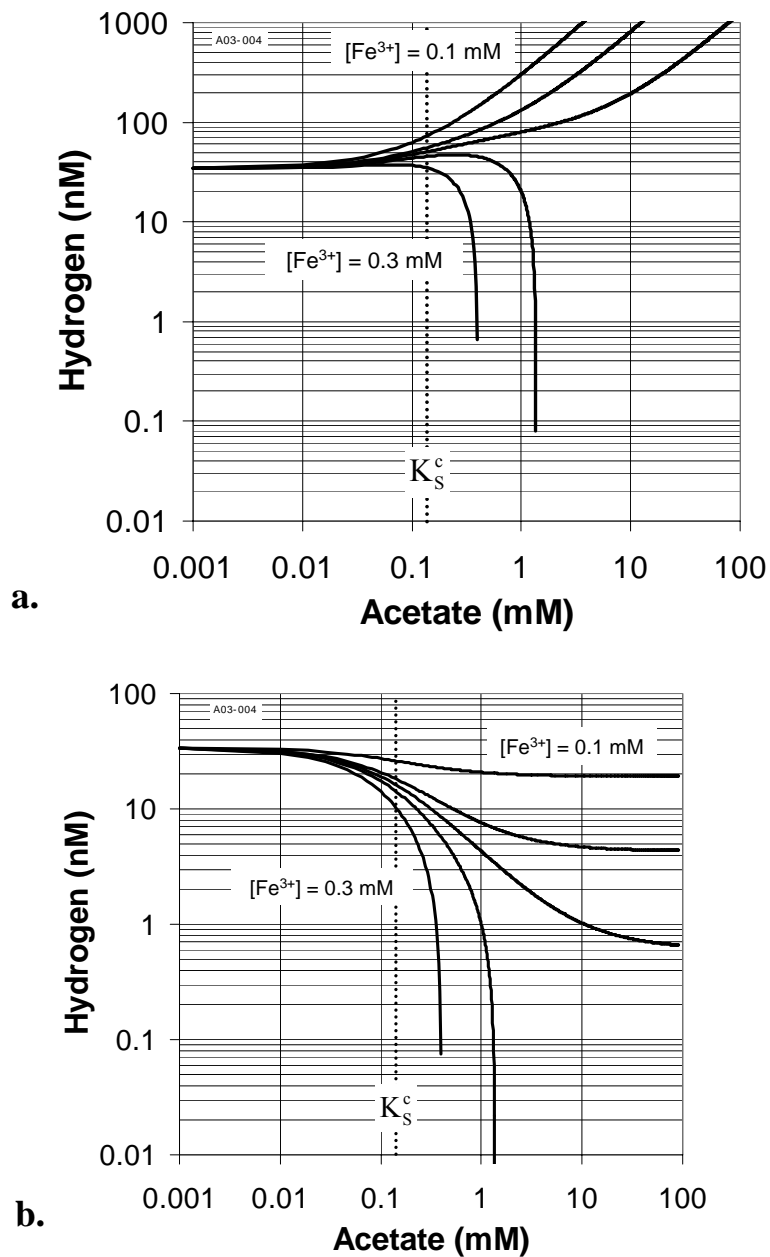 1000
A03-004
[Fe³⁺] = 0.1 mM
100
10
[Fe³⁺] = 0.3 mM
1
0.1
K_S^c
0.01
0.001 0.01 0.1 1 10 100
Hydrogen (nM)
Acetate (mM)
a.
100
A03-004
[Fe³⁺] = 0.1 mM
10
[Fe³⁺] = 0.3 mM
1
0.1
K_S^c
0.01
0.001 0.01 0.1 1 10 100
Hydrogen (nM)
Acetate (mM)
b.